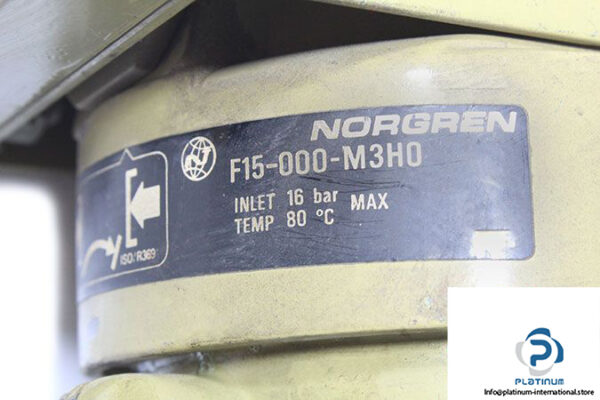 NORGREN
F15-000-M3H0
INLET 16 bar MAX
TEMP 80 °C
ISO/R369
PLATINUM
Info@platinum-international.store